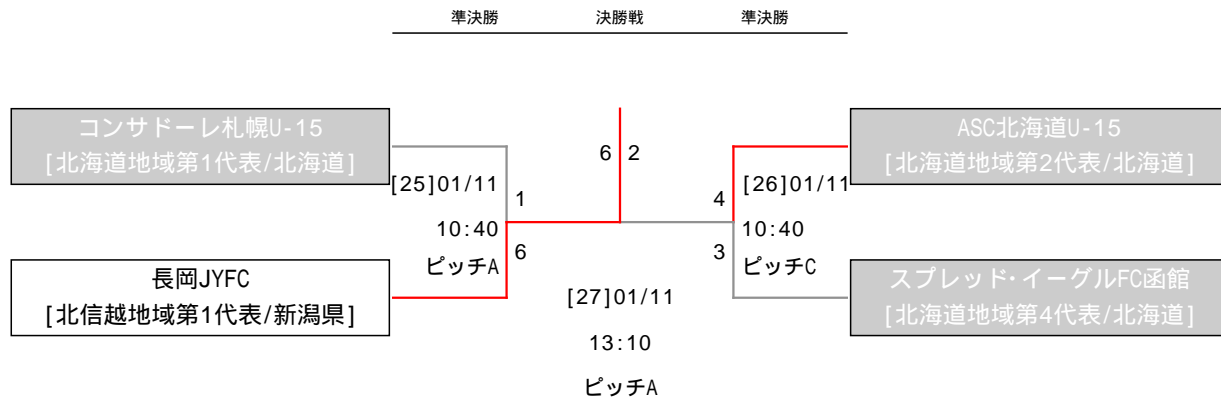 準決勝 決勝戦 準決勝
コンサドーレ札幌U-15
[北海道地域第1代表/北海道]
ASC北海道U-15
[北海道地域第2代表/北海道]
6 2
[25]01/11
1
10:40
ピッチA
6
4
[26]01/11
10:40
ピッチC
3
長岡JYFC
[北信越地域第1代表/新潟県]
スプレッド・イーグルFC函館
[北海道地域第4代表/北海道]
[27]01/11
13:10
ピッチA